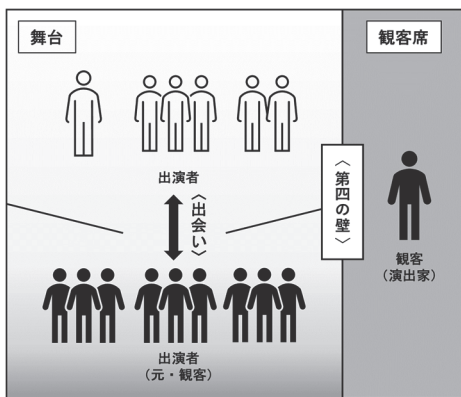 舞台
観客席
出演者
〈出会い〉
〈第四の壁〉
観客
(演出家)
出演者
(元・観客)